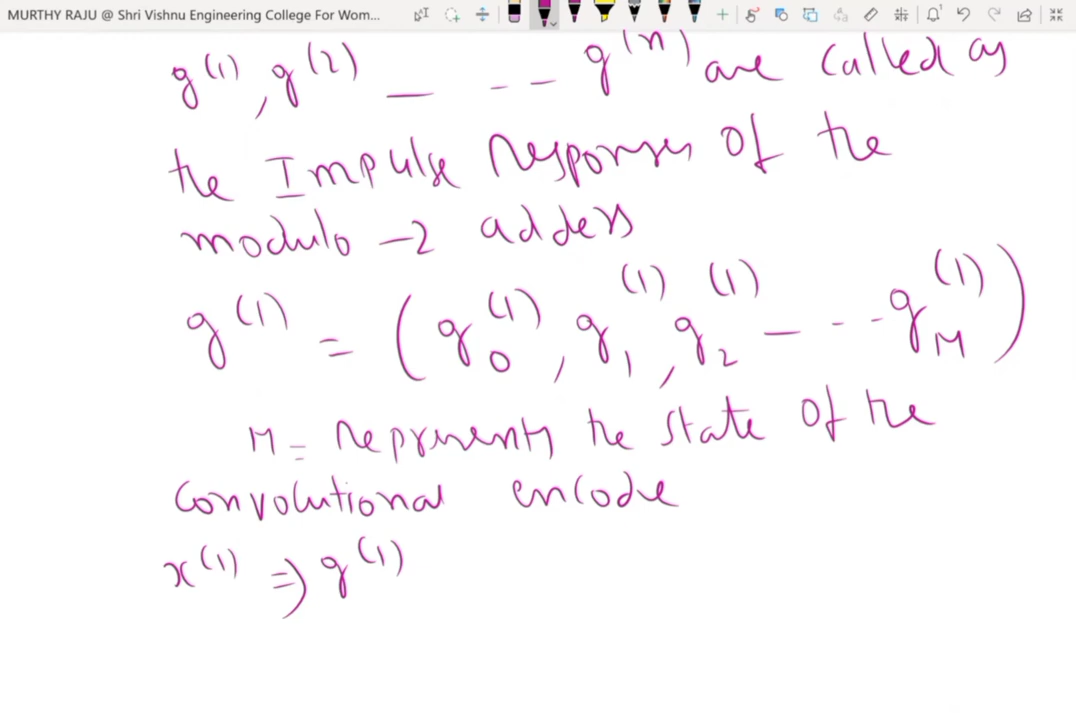 MURTHY RAJU @ Shri Vishnu Engineering College For Wom...
g⁽¹⁾, g⁽²⁾ — - - g⁽ⁿ⁾ are called as
the Impulse Responses of the
modulo -2 adders
g⁽¹⁾ = (g₀⁽¹⁾, g₁⁽¹⁾, g₂⁽¹⁾ — - - g_M⁽¹⁾)
M = Represents the state of the
Convolutional encode
x⁽¹⁾ ⇒ g⁽¹⁾